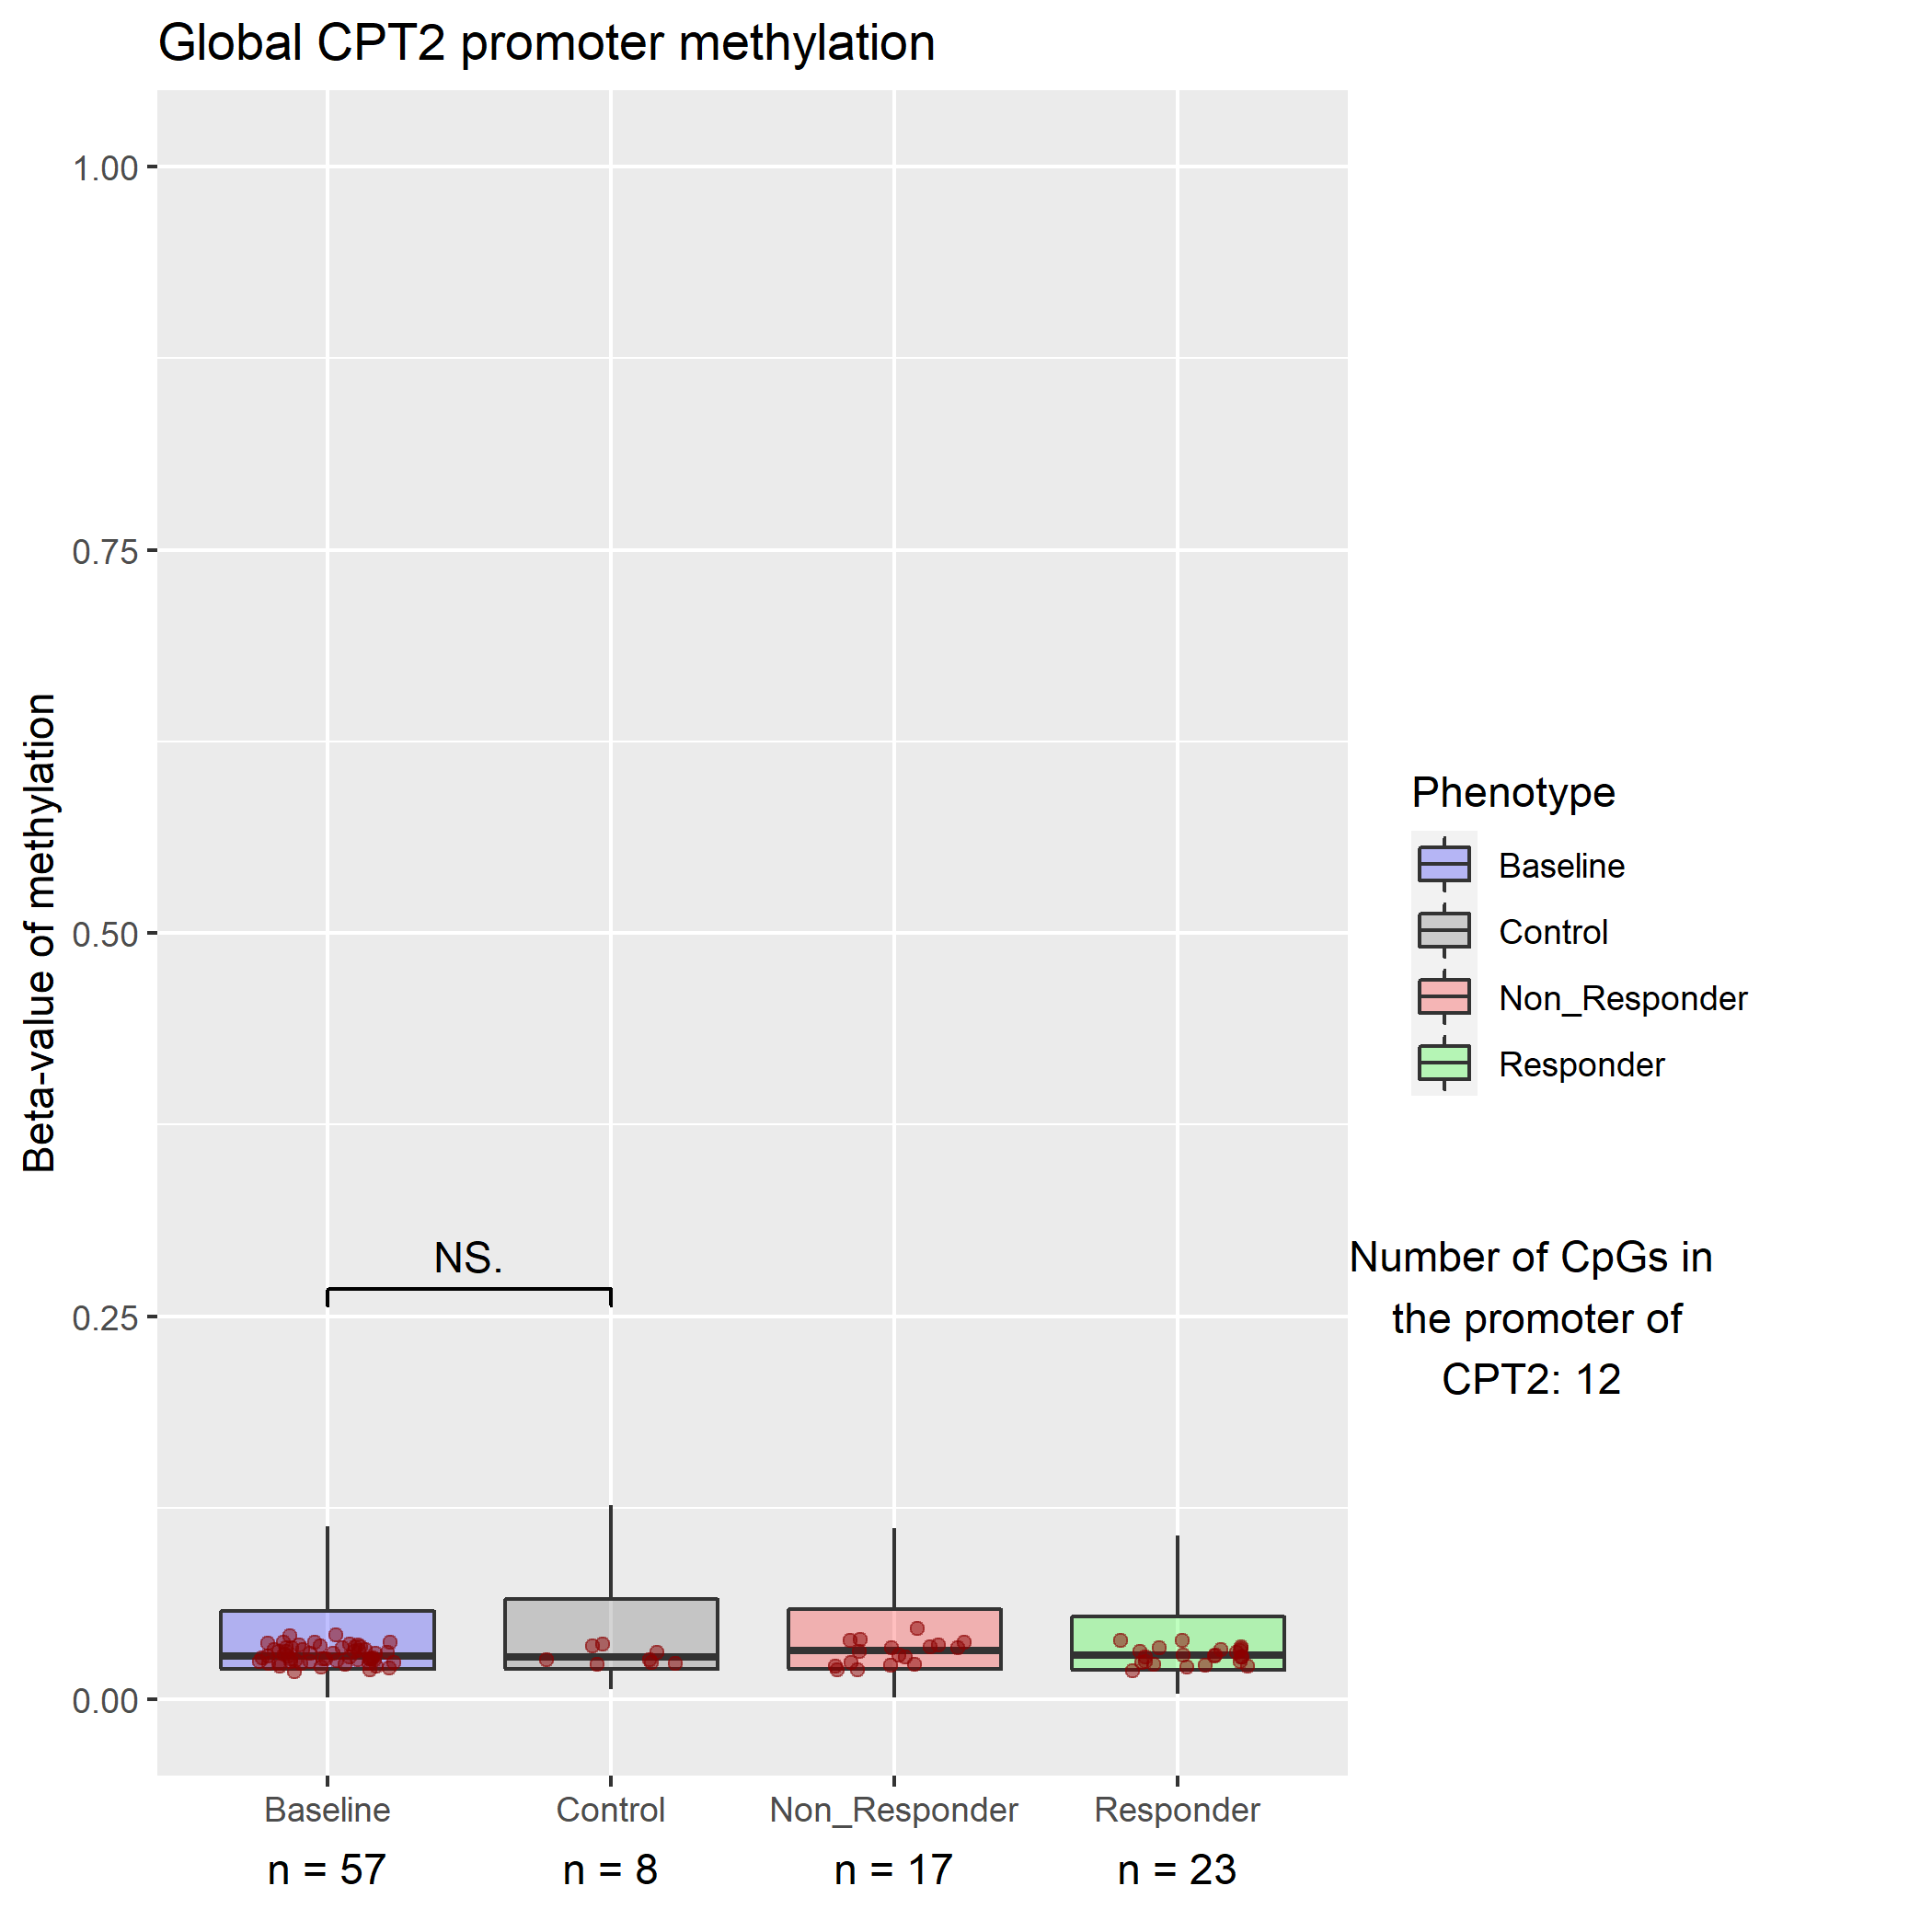 Global CPT2 promoter methylation
Beta-value of methylation
1.00
0.75
0.50
0.25
0.00
NS.
Baseline
Control
Non_Responder
Responder
n = 57
n = 8
n = 17
n = 23
Phenotype
Baseline
Control
Non_Responder
Responder
Number of CpGs in
the promoter of
CPT2: 12